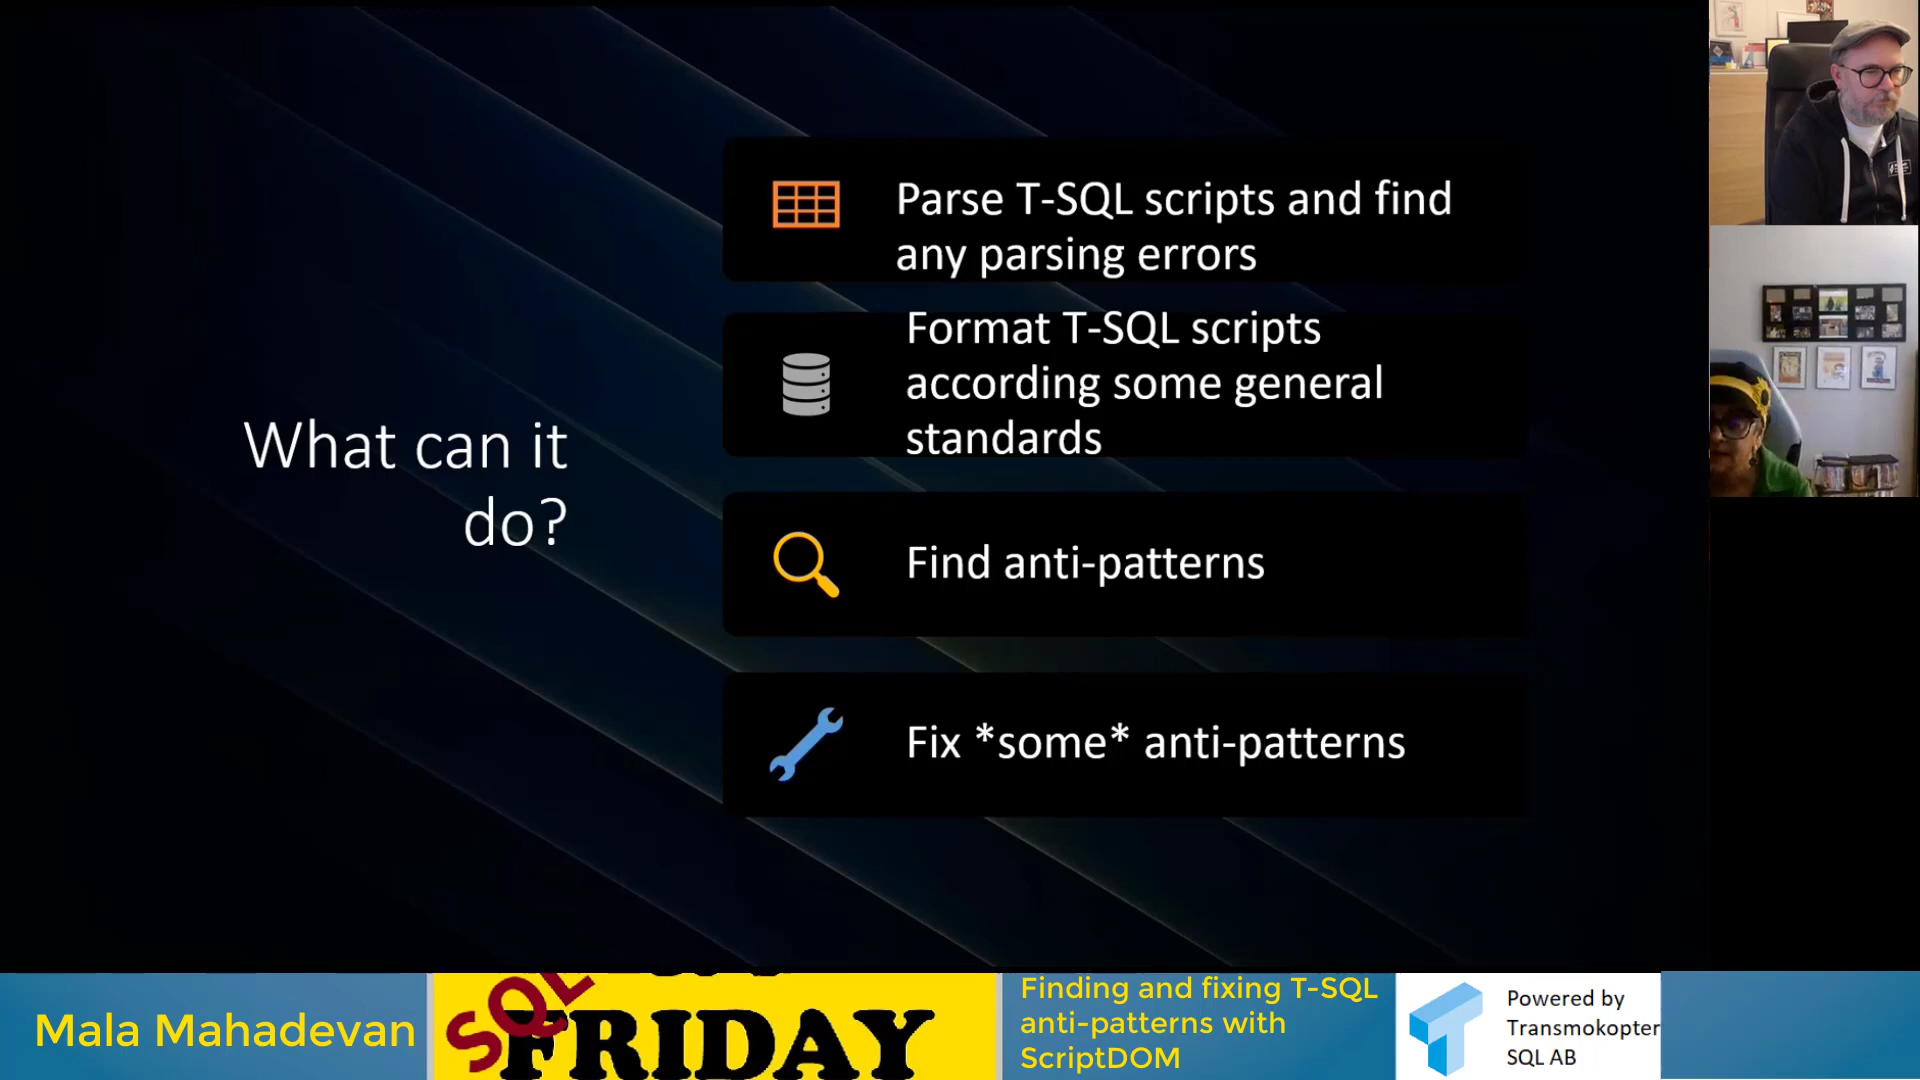 What can it
do?
Parse T-SQL scripts and find
any parsing errors
Format T-SQL scripts
according some general
standards
Find anti-patterns
Fix *some* anti-patterns
Mala Mahadevan
SQL
FRIDAY
Finding and fixing T-SQL
anti-patterns with
ScriptDOM
Powered by
Transmokopter
SQL AB